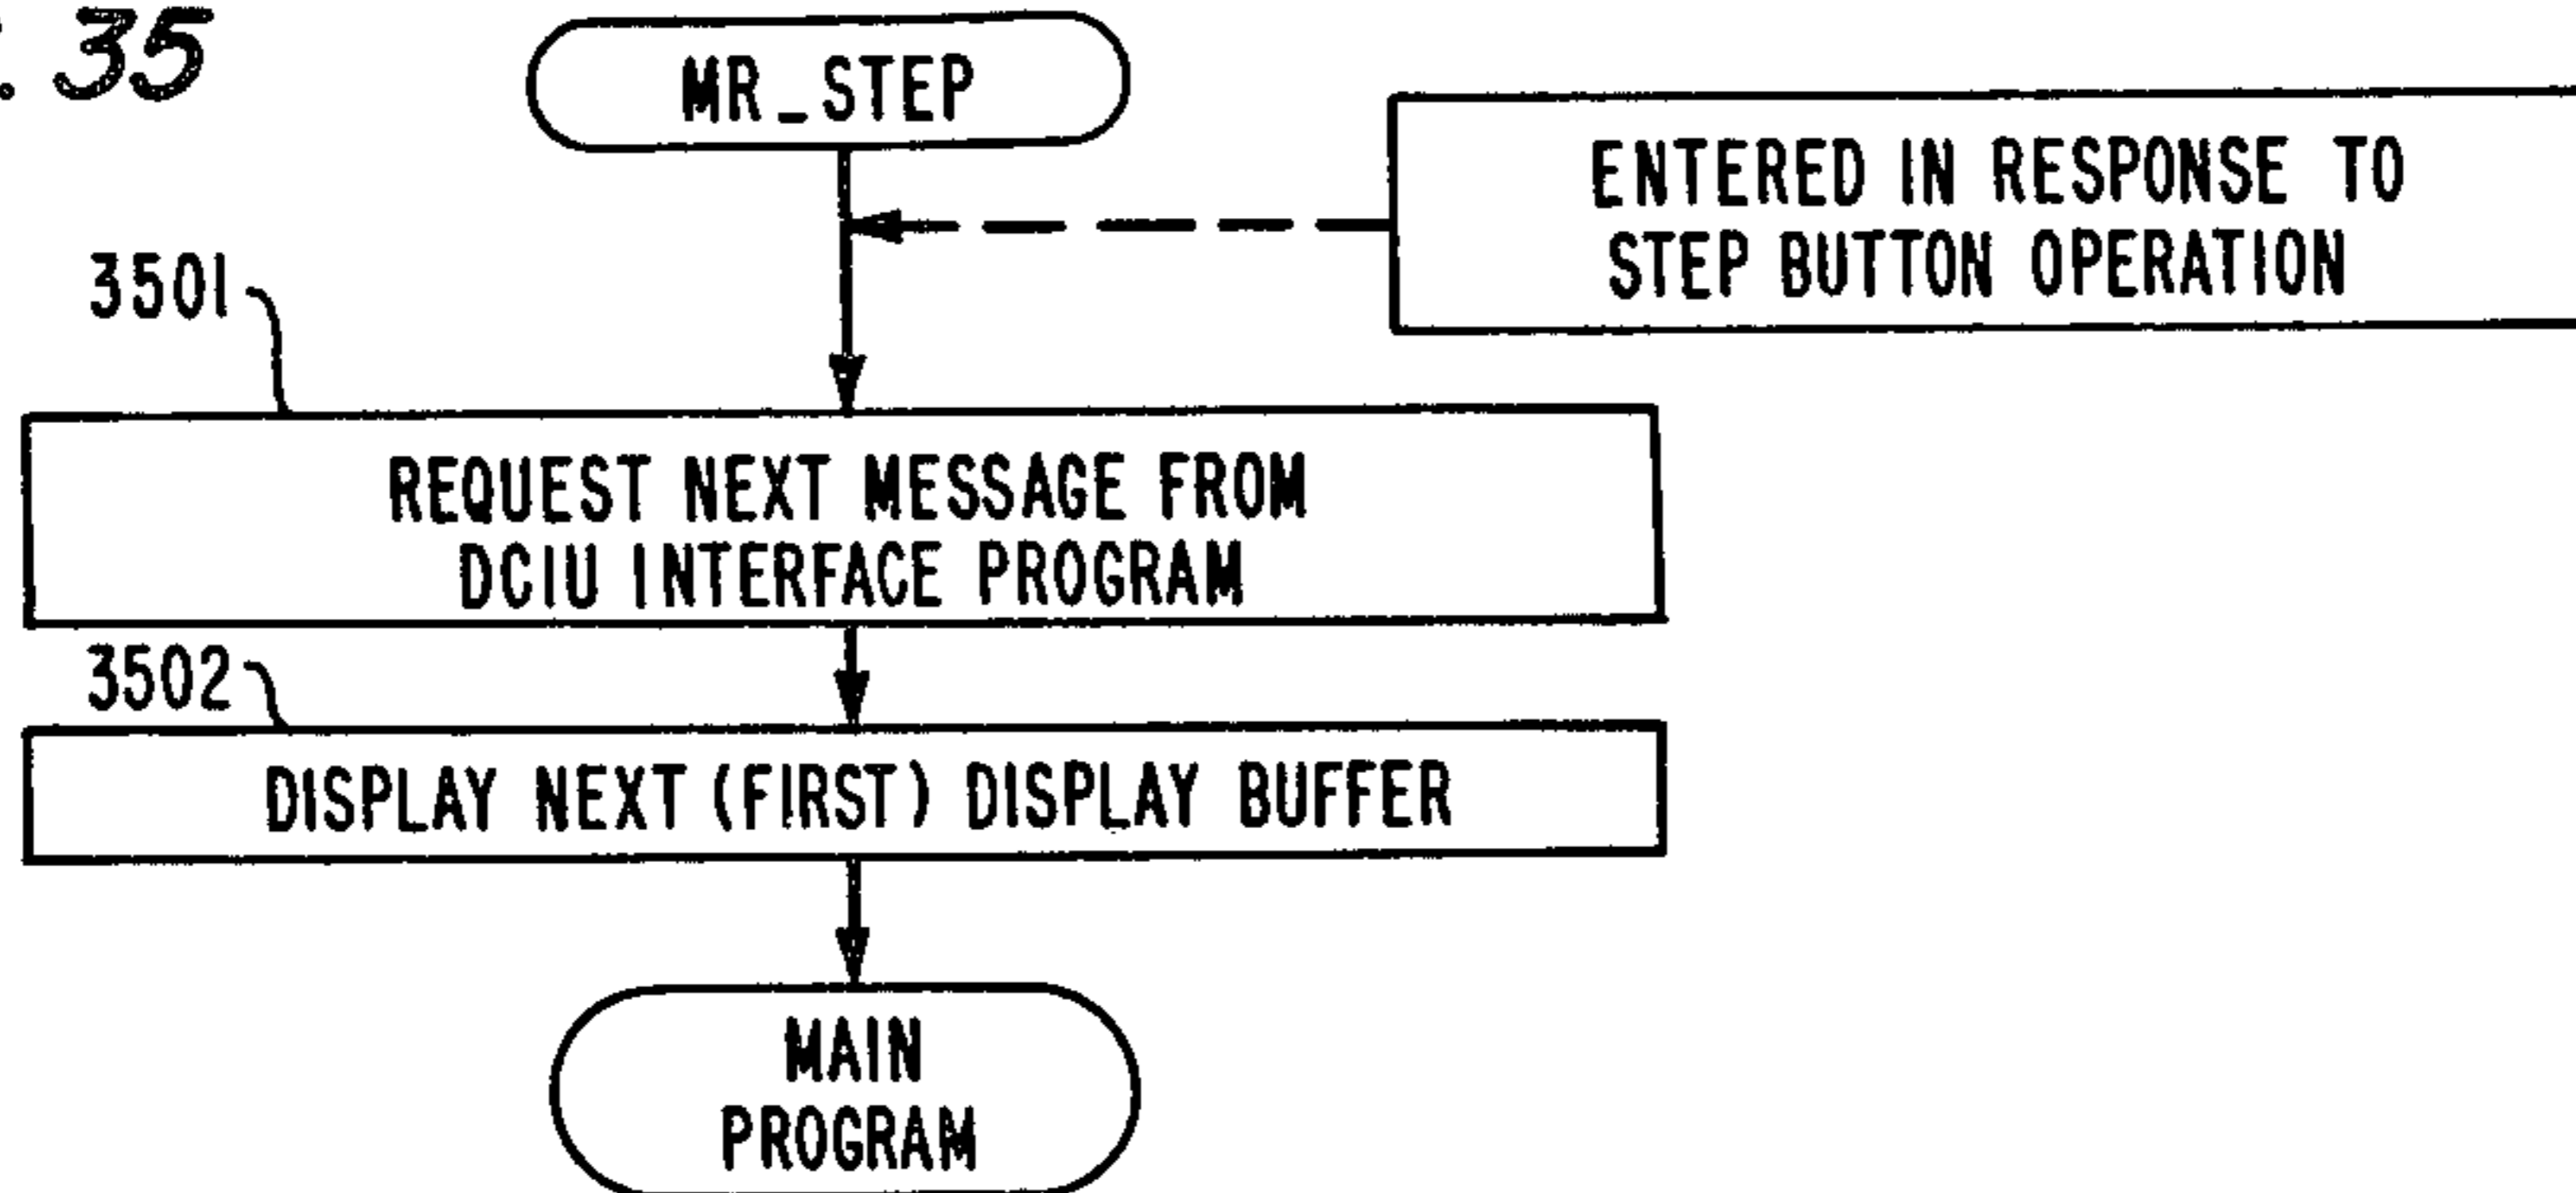 . 35
MR_STEP
ENTERED IN RESPONSE TO
STEP BUTTON OPERATION
3501
REQUEST NEXT MESSAGE FROM
DCIU INTERFACE PROGRAM
3502
DISPLAY NEXT (FIRST) DISPLAY BUFFER
MAIN
PROGRAM